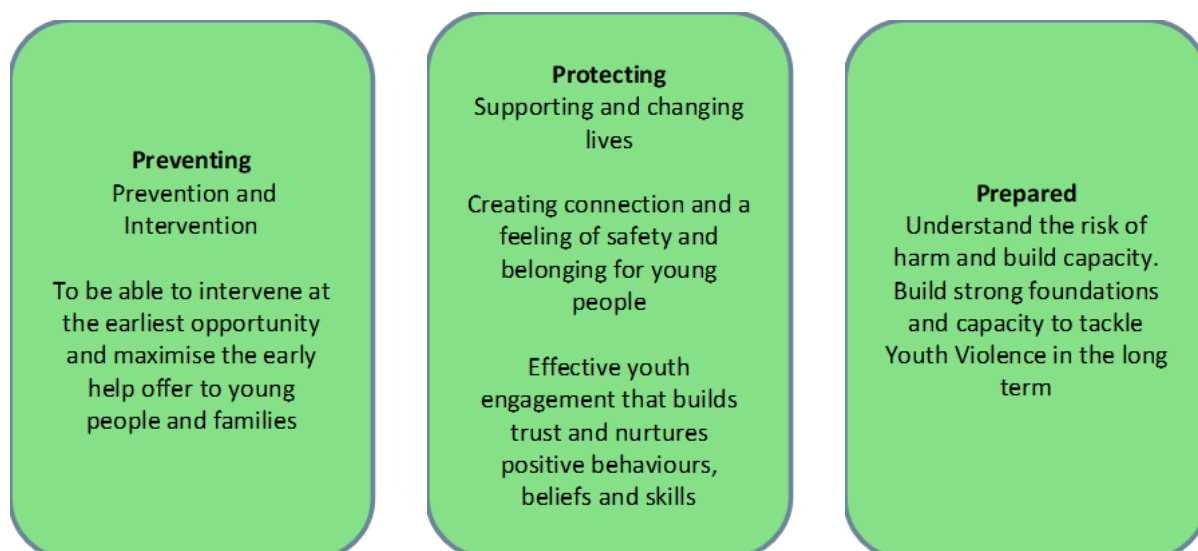 Preventing
Prevention and
Intervention
To be able to intervene at
the earliest opportunity
and maximise the early
help offer to young
people and families
Protecting
Supporting and changing
lives
Creating connection and a
feeling of safety and
belonging for young
people
Effective youth
engagement that builds
trust and nurtures
positive behaviours,
beliefs and skills
Prepared
Understand the risk of
harm and build capacity.
Build strong foundations
and capacity to tackle
Youth Violence in the long
term